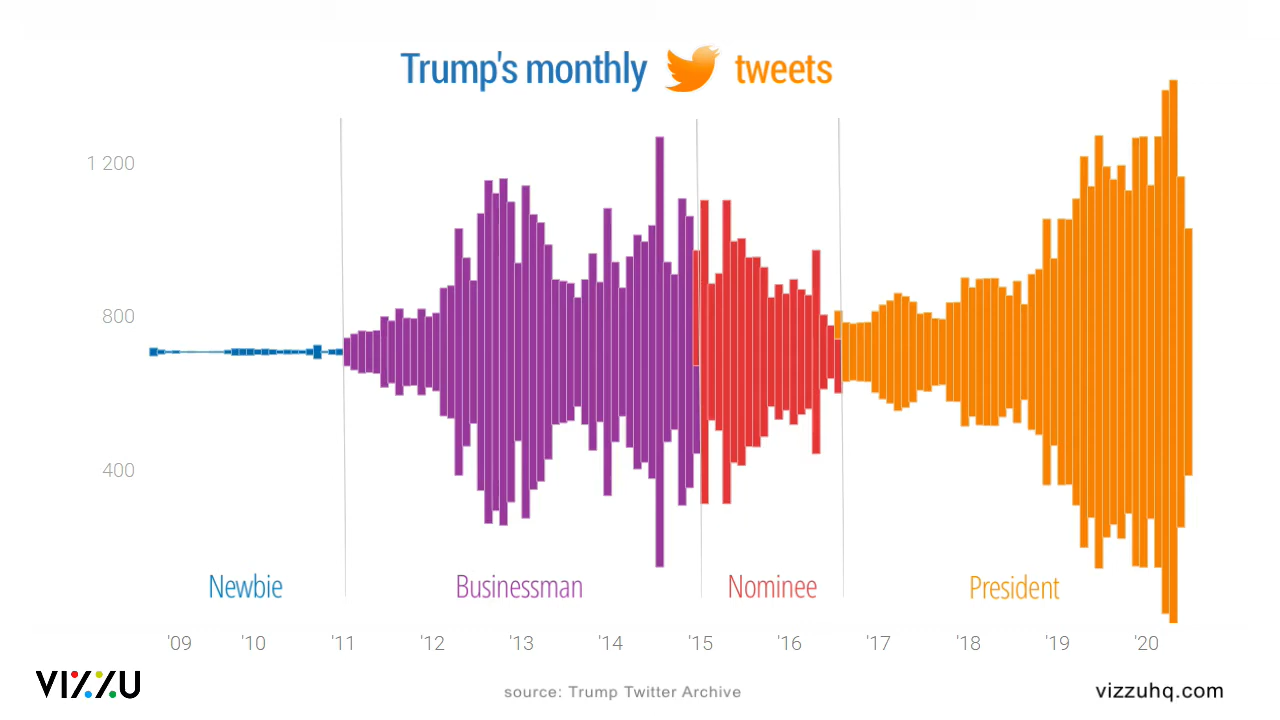 Trump's monthly tweets
1 200
800
400
Newbie Businessman Nominee President
'09 '10 '11 '12 '13 '14 '15 '16 '17 '18 '19 '20
VIZZU
source: Trump Twitter Archive
vizzuhq.com